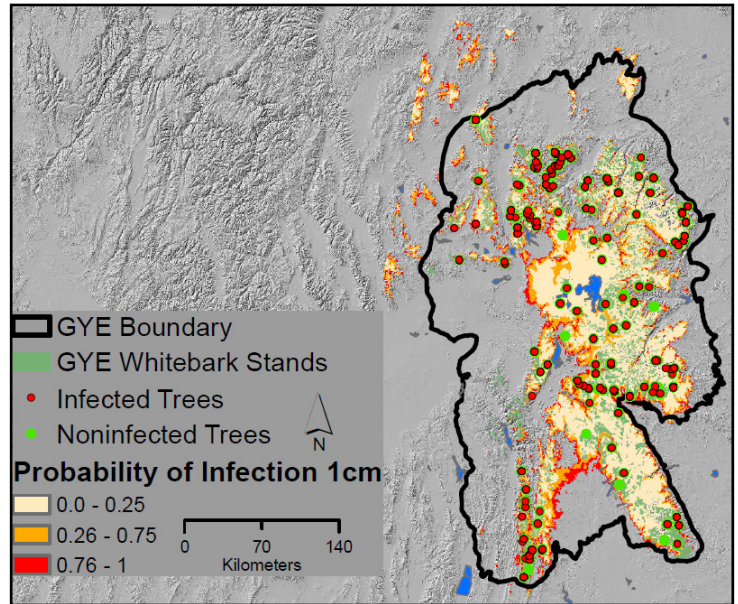 GYE Boundary
GYE Whitebark Stands
Infected Trees
Noninfected Trees
N
Probability of Infection 1cm
0.0 - 0.25
0.26 - 0.75
0.76 - 1
0 70 140
Kilometers